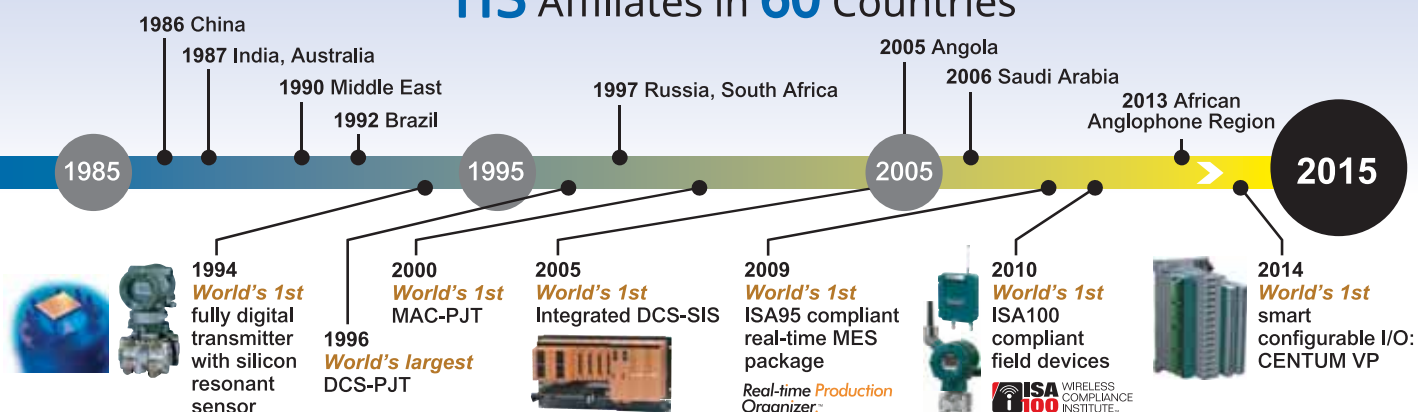 113 Affiliates in 60 Countries
1986 China
1987 India, Australia
1990 Middle East
1992 Brazil
1997 Russia, South Africa
2005 Angola
2006 Saudi Arabia
2013 African
Anglophone Region
1985
1995
2005
2015
1994
World's 1st
fully digital
transmitter
with silicon
resonant
sensor
1996
World's largest
DCS-PJT
2000
World's 1st
MAC-PJT
2005
World's 1st
Integrated DCS-SIS
2009
World's 1st
ISA95 compliant
real-time MES
package
Real-time Production
Organizer™
2010
World's 1st
ISA100
compliant
field devices
ISA
100
WIRELESS
COMPLIANCE
INSTITUTE™
2014
World's 1st
smart
configurable I/O:
CENTUM VP